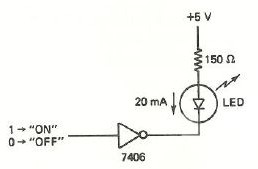 +5 V
150 Ω
20 mA
LED
1 → "ON"
0 → "OFF"
7406